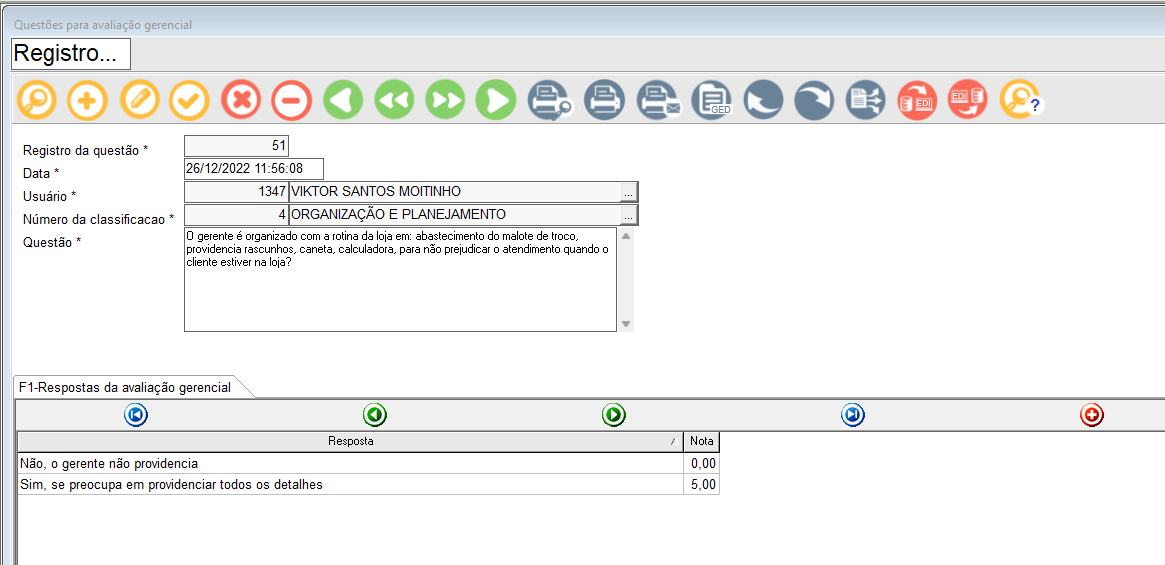 Questões para avaliação gerencial
Registro...
GED
EDI
EDI
?
Registro da questão * 51
Data * 26/12/2022 11:56:08
Usuário * 1347 VIKTOR SANTOS MOITINHO ...
Número da classificacao * 4 ORGANIZAÇÃO E PLANEJAMENTO ...
Questão * O gerente é organizado com a rotina da loja em: abastecimento do malote de troco,
providencia rascunhos, caneta, calculadora, para não prejudicar o atendimento quando o
cliente estiver na loja?
F1-Respostas da avaliação gerencial
Resposta Nota
Não, o gerente não providencia 0,00
Sim, se preocupa em providenciar todos os detalhes 5,00